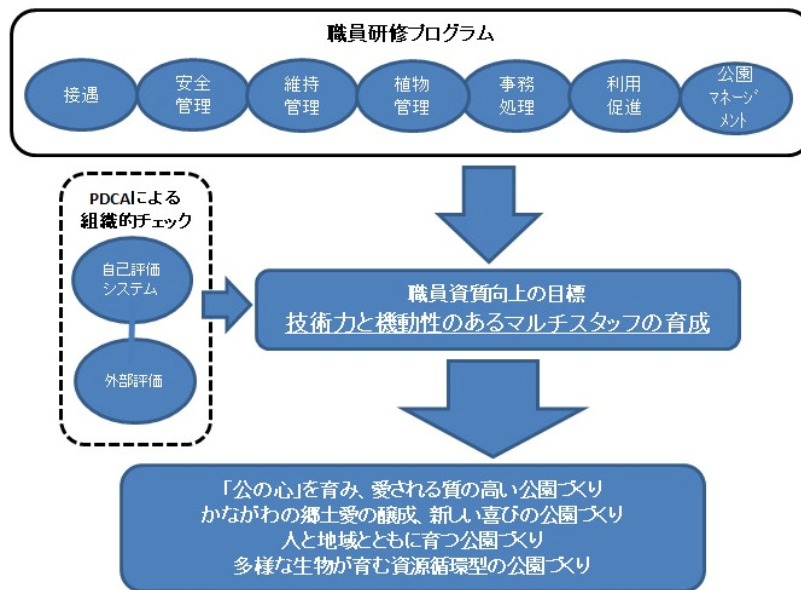 職員研修プログラム
接遇
安全
管理
維持
管理
植物
管理
事務
処理
利用
促進
公園
マネージ
メント
PDCAによる
組織的チェック
自己評価
システム
外部評価
職員資質向上の目標
技術力と機動性のあるマルチスタッフの育成
「公の心」を育み、愛される質の高い公園づくり
かながわの郷土愛の醸成、新しい喜びの公園づくり
人と地域とともに育つ公園づくり
多様な生物が育む資源循環型の公園づくり